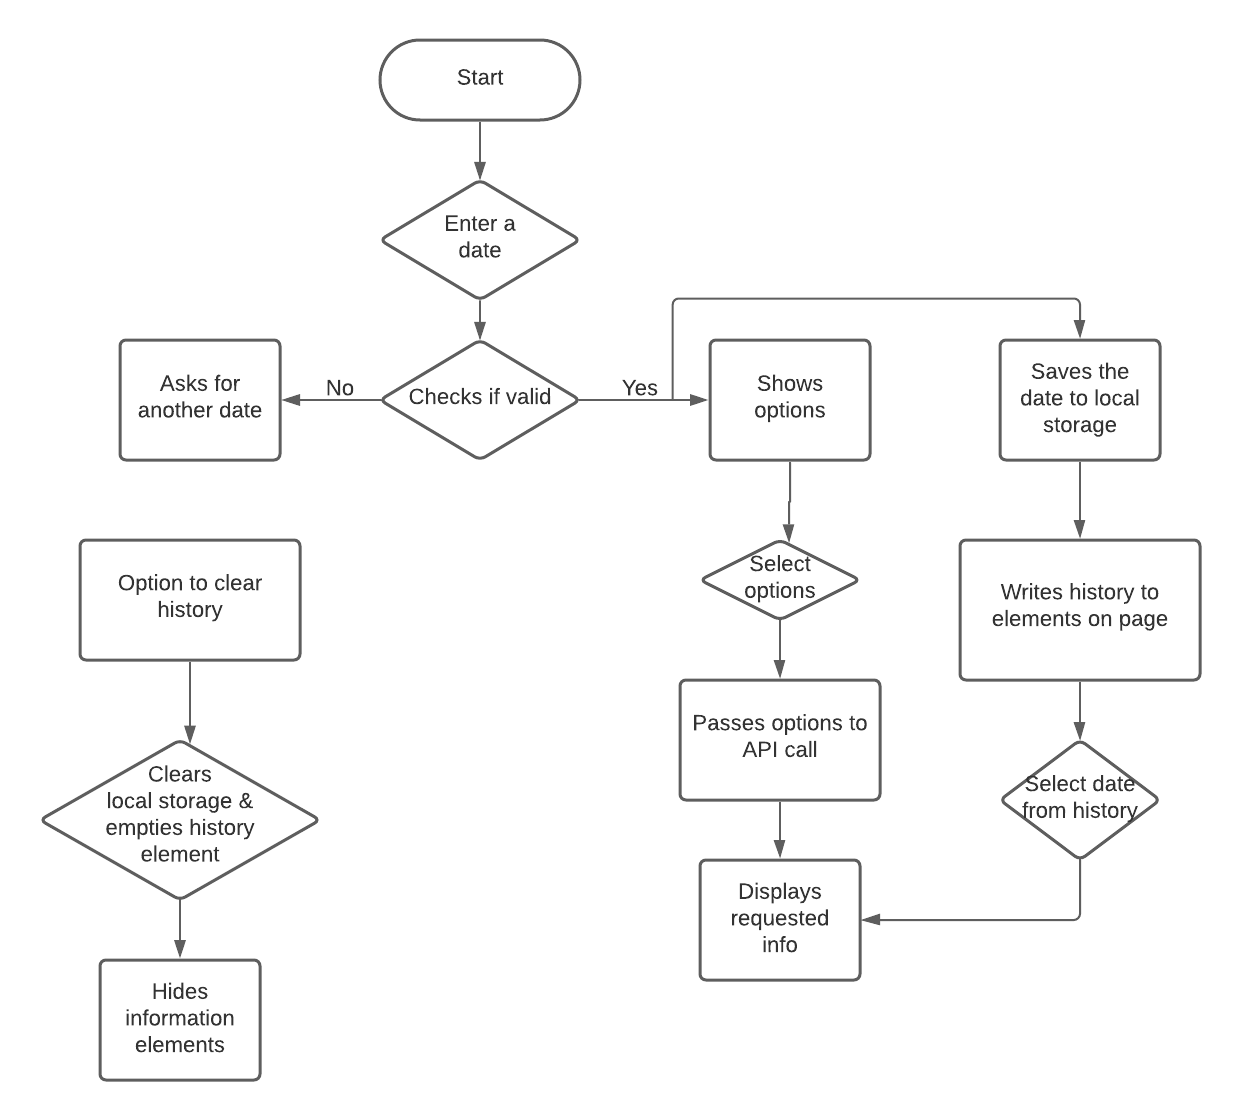 Start
Enter a
date
Asks for
another date
No
Checks if valid
Yes
Shows
options
Saves the
date to local
storage
Option to clear
history
Select
options
Writes history to
elements on page
Passes options to
API call
Clears
local storage &
empties history
element
Select date
from history
Displays
requested
info
Hides
information
elements